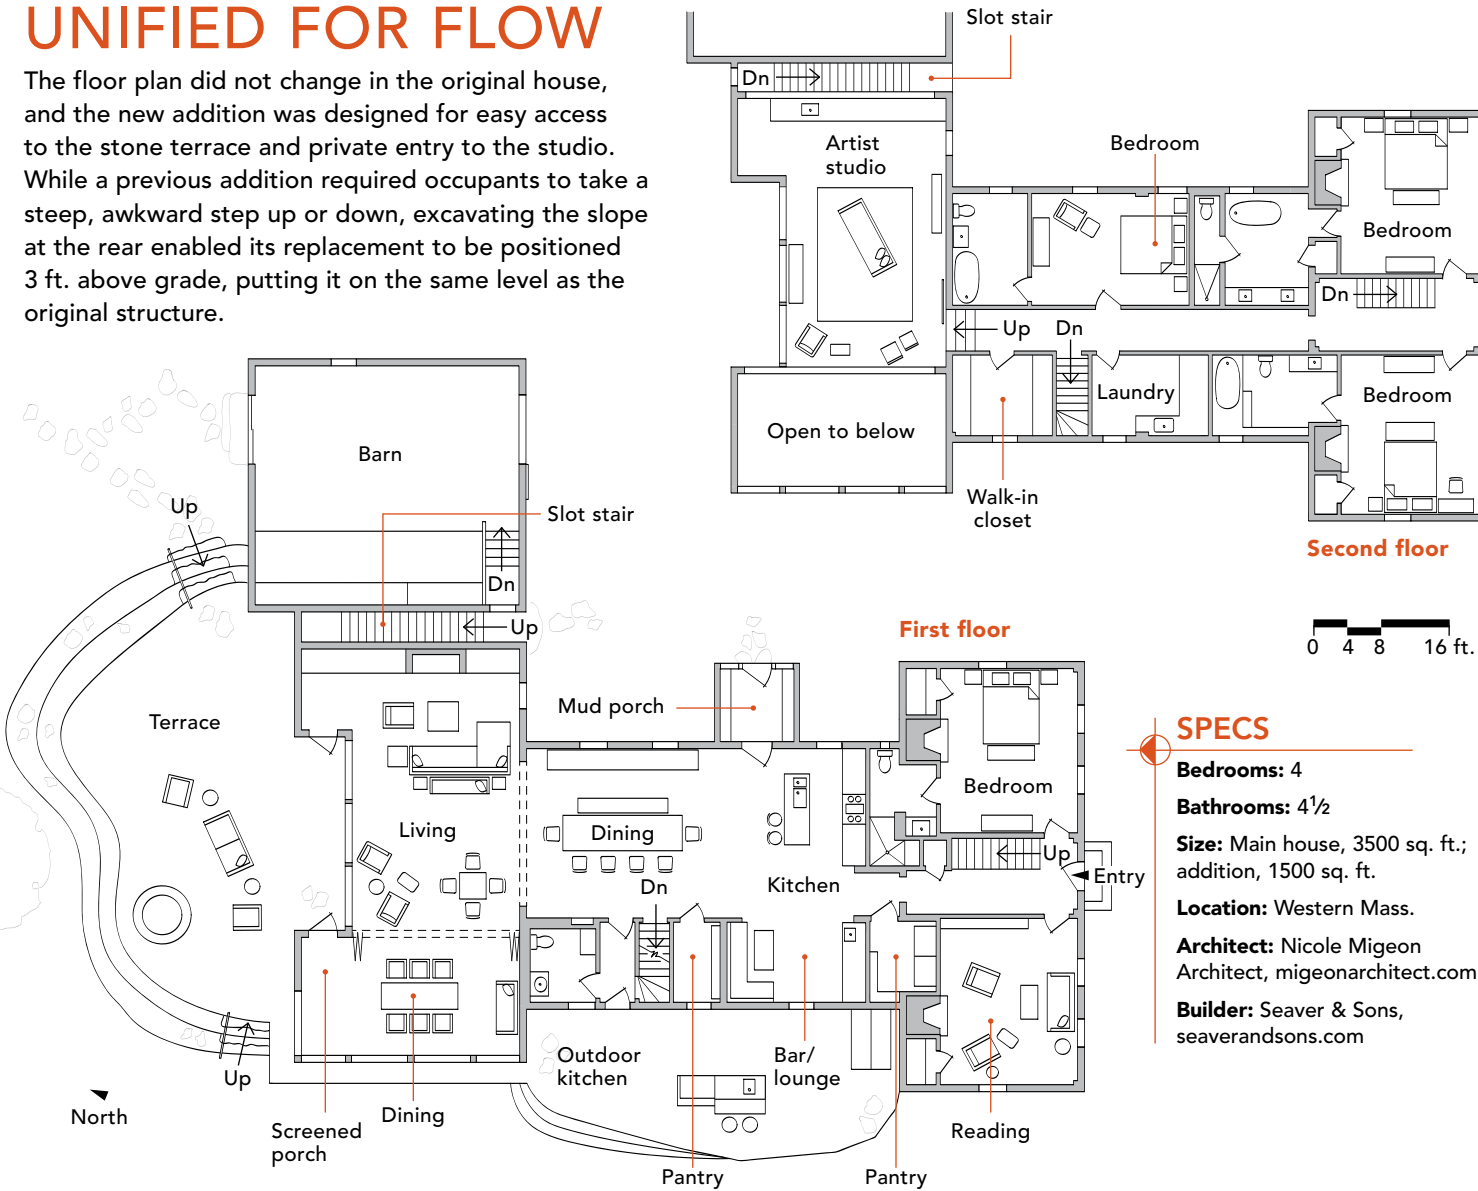 UNIFIED FOR FLOW
The floor plan did not change in the original house,
and the new addition was designed for easy access
to the stone terrace and private entry to the studio.
While a previous addition required occupants to take a
steep, awkward step up or down, excavating the slope
at the rear enabled its replacement to be positioned
3 ft. above grade, putting it on the same level as the
original structure.
Slot stair
Dn
Artist
studio
Bedroom
Bedroom
Dn
Up
Dn
Laundry
Bedroom
Open to below
Walk-in
closet
Second floor
0 4 8 16 ft.
Barn
Up
Slot stair
Dn
Up
First floor
Mud porch
Terrace
Bedroom
Living
Dining
Kitchen
Dn
Up
Entry
Outdoor
kitchen
Bar/
lounge
Up
North
Dining
Screened
porch
Reading
Pantry
Pantry
SPECS
Bedrooms: 4
Bathrooms: 4½
Size: Main house, 3500 sq. ft.;
addition, 1500 sq. ft.
Location: Western Mass.
Architect: Nicole Migeon
Architect, migeonarchitect.com
Builder: Seaver & Sons,
seaverandsons.com